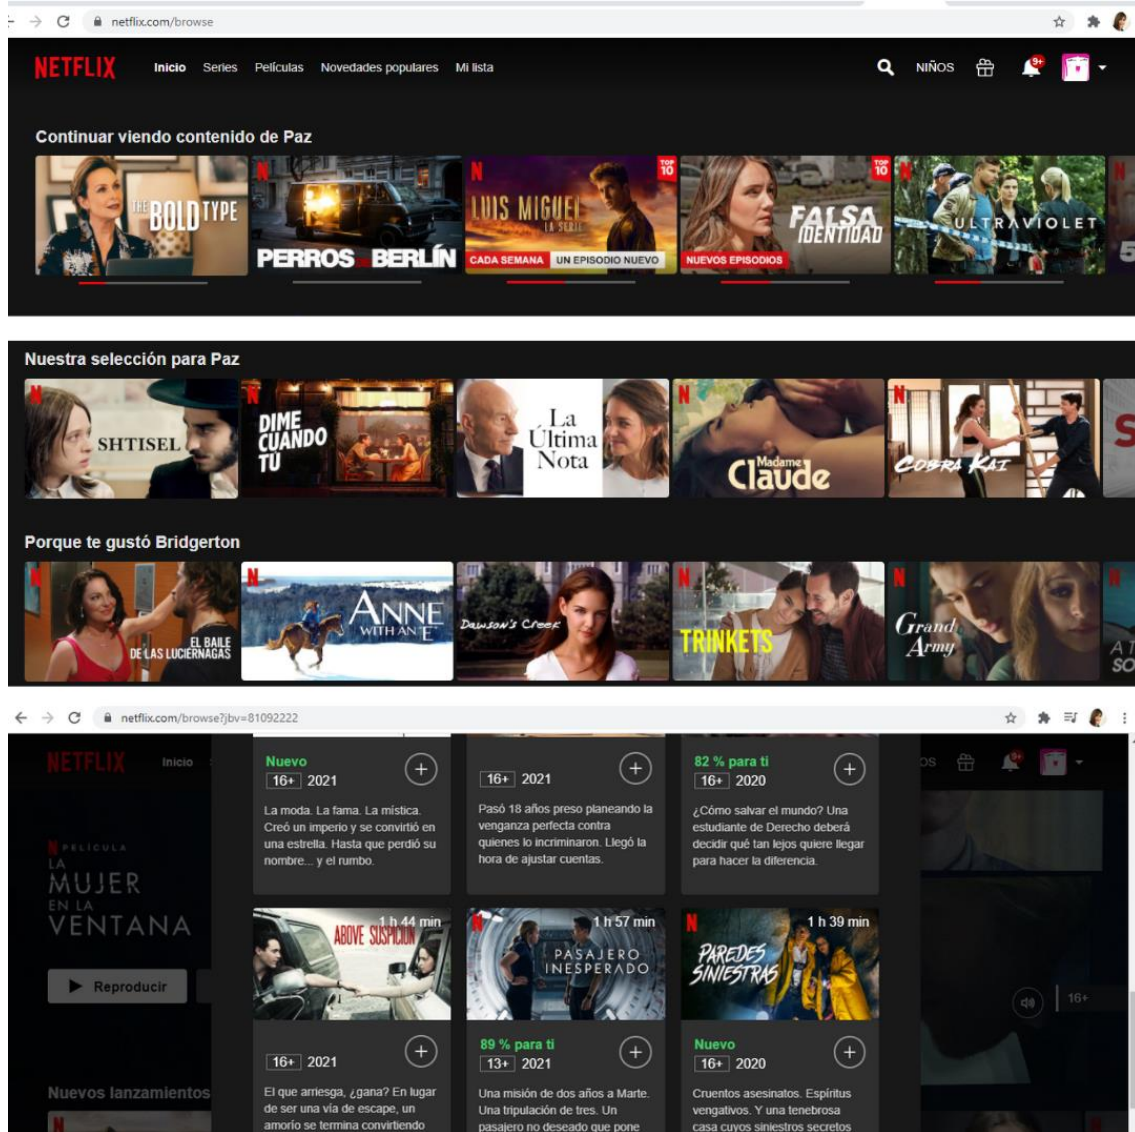 netflix.com/browse
NETFLIX Inicio Series Películas Novedades populares Mi lista NIÑOS 9+
Continuar viendo contenido de Paz
THE BOLD TYPE
N
PERROS DE BERLÍN
N TOP 10
LUIS MIGUEL
LA SERIE
CADA SEMANA UN EPISODIO NUEVO
TOP 10
FALSA IDENTIDAD
NUEVOS EPISODIOS
N
ULTRAVIOLET
N
5
Nuestra selección para Paz
N
SHTISEL
N
DIME
CUANDO
TÚ
La
Última
Nota
N
Madame
Claude
N
COBRA KAI
S
Porque te gustó Bridgerton
N
EL BAILE
DE LAS LUCIÉRNAGAS
N
ANNE
WITH AN E
Dawson's Creek
N
TRINKETS
N
Grand
Army
N
A T
SO
netflix.com/browse?jbv=81092222
NETFLIX Inicio OS
N PELÍCULA
LA
MUJER
EN LA
VENTANA
Reproducir
16+
Nuevos lanzamientos
N
Nuevo
16+ 2021
La moda. La fama. La mística.
Creó un imperio y se convirtió en
una estrella. Hasta que perdió su
nombre... y el rumbo.
16+ 2021
Pasó 18 años preso planeando la
venganza perfecta contra
quienes lo incriminaron. Llegó la
hora de ajustar cuentas.
82 % para ti
16+ 2020
¿Cómo salvar el mundo? Una
estudiante de Derecho deberá
decidir qué tan lejos quiere llegar
para hacer la diferencia.
1 h 44 min
ABOVE SUSPICION
16+ 2021
El que arriesga, ¿gana? En lugar
de ser una vía de escape, un
amorío se termina convirtiendo
N 1 h 57 min
PASAJERO
INESPERADO
89 % para ti
13+ 2021
Una misión de dos años a Marte.
Una tripulación de tres. Un
pasajero no deseado que pone
N 1 h 39 min
PAREDES
SINIESTRAS
Nuevo
16+ 2020
Cruentos asesinatos. Espíritus
vengativos. Y una tenebrosa
casa cuyos siniestros secretos